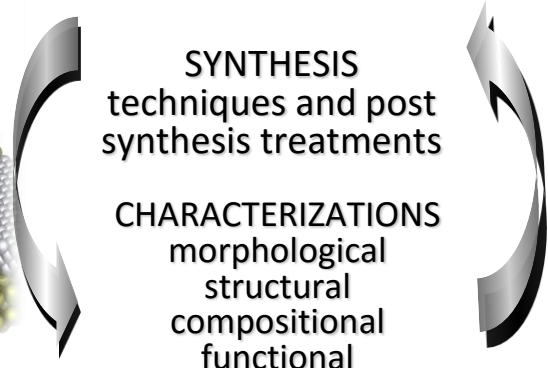 SYNTHESIS
techniques and post
synthesis treatments
CHARACTERIZATIONS
morphological
structural
compositional
functional